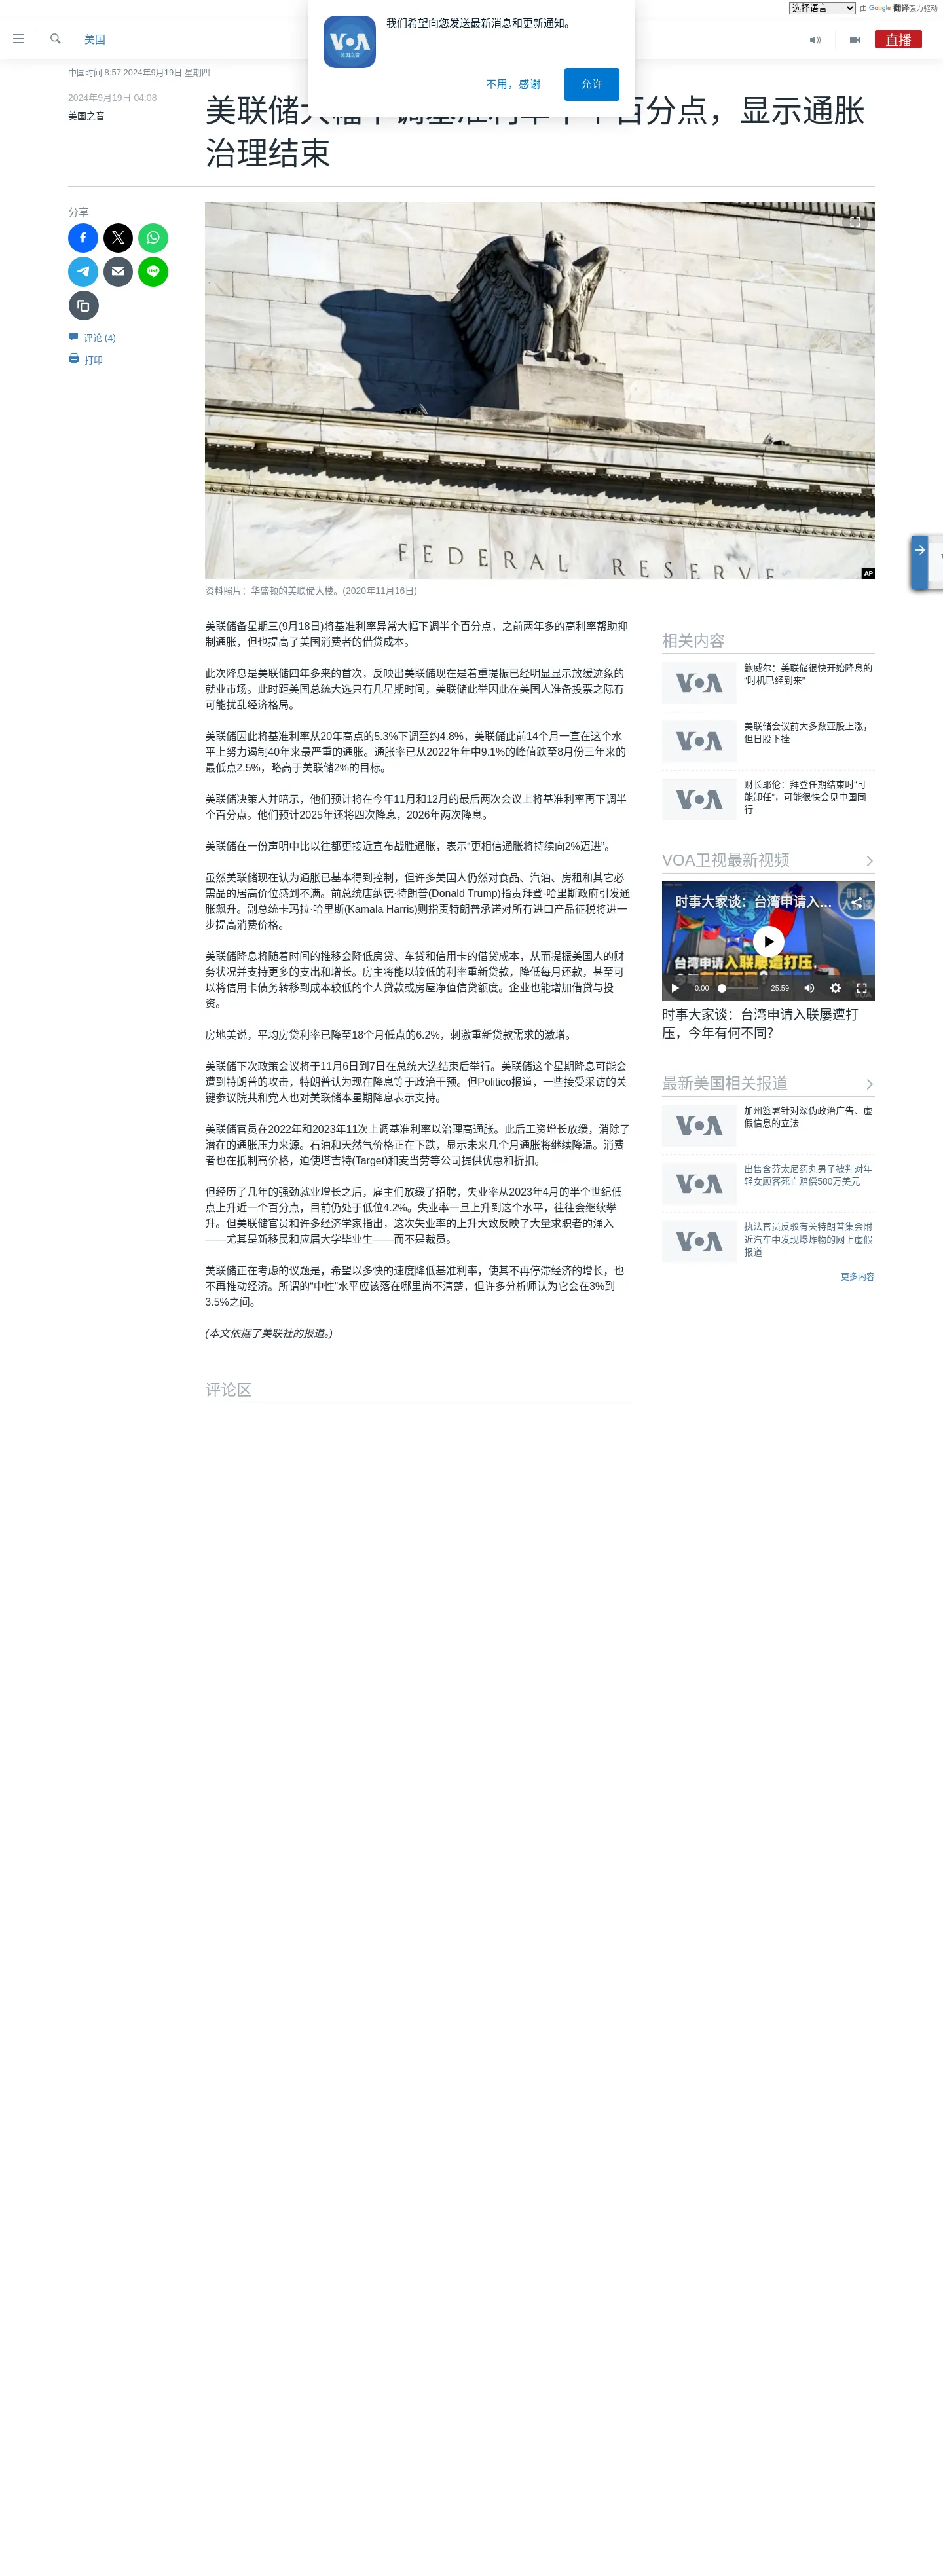 选择语言
由 Google 翻译强力驱动
我们希望向您发送最新消息和更新通知。
VOA
美国之音
不用，感谢
允许
美国
直播
中国时间 8:57 2024年9月19日 星期四
2024年9月19日 04:08
美国之音
美联储大幅下调基准利率半个百分点，显示通胀
治理结束
分享
评论 (4)
打印
FEDERAL RESERVE
AP
资料照片：华盛顿的美联储大楼。(2020年11月16日)
美联储备星期三(9月18日)将基准利率异常大幅下调半个百分点，之前两年多的高利率帮助抑
制通胀，但也提高了美国消费者的借贷成本。
此次降息是美联储四年多来的首次，反映出美联储现在是着重提振已经明显显示放缓迹象的
就业市场。此时距美国总统大选只有几星期时间，美联储此举因此在美国人准备投票之际有
可能扰乱经济格局。
美联储因此将基准利率从20年高点的5.3%下调至约4.8%，美联储此前14个月一直在这个水
平上努力遏制40年来最严重的通胀。通胀率已从2022年年中9.1%的峰值跌至8月份三年来的
最低点2.5%，略高于美联储2%的目标。
美联储决策人并暗示，他们预计将在今年11月和12月的最后两次会议上将基准利率再下调半
个百分点。他们预计2025年还将四次降息，2026年两次降息。
美联储在一份声明中比以往都更接近宣布战胜通胀，表示“更相信通胀将持续向2%迈进”。
虽然美联储现在认为通胀已基本得到控制，但许多美国人仍然对食品、汽油、房租和其它必
需品的居高价位感到不满。前总统唐纳德·特朗普(Donald Trump)指责拜登-哈里斯政府引发通
胀飙升。副总统卡玛拉·哈里斯(Kamala Harris)则指责特朗普承诺对所有进口产品征税将进一
步提高消费价格。
美联储降息将随着时间的推移会降低房贷、车贷和信用卡的借贷成本，从而提振美国人的财
务状况并支持更多的支出和增长。房主将能以较低的利率重新贷款，降低每月还款，甚至可
以将信用卡债务转移到成本较低的个人贷款或房屋净值信贷额度。企业也能增加借贷与投
资。
房地美说，平均房贷利率已降至18个月低点的6.2%，刺激重新贷款需求的激增。
美联储下次政策会议将于11月6日到7日在总统大选结束后举行。美联储这个星期降息可能会
遭到特朗普的攻击，特朗普认为现在降息等于政治干预。但Politico报道，一些接受采访的关
键参议院共和党人也对美联储本星期降息表示支持。
美联储官员在2022年和2023年11次上调基准利率以治理高通胀。此后工资增长放缓，消除了
潜在的通胀压力来源。石油和天然气价格正在下跌，显示未来几个月通胀将继续降温。消费
者也在抵制高价格，迫使塔吉特(Target)和麦当劳等公司提供优惠和折扣。
但经历了几年的强劲就业增长之后，雇主们放缓了招聘，失业率从2023年4月的半个世纪低
点上升近一个百分点，目前仍处于低位4.2%。失业率一旦上升到这个水平，往往会继续攀
升。但美联储官员和许多经济学家指出，这次失业率的上升大致反映了大量求职者的涌入
——尤其是新移民和应届大学毕业生——而不是裁员。
美联储正在考虑的议题是，希望以多快的速度降低基准利率，使其不再停滞经济的增长，也
不再推动经济。所谓的“中性”水平应该落在哪里尚不清楚，但许多分析师认为它会在3%到
3.5%之间。
(本文依据了美联社的报道。)
评论区
相关内容
VOA
鲍威尔：美联储很快开始降息的
“时机已经到来”
VOA
美联储会议前大多数亚股上涨，
但日股下挫
VOA
财长耶伦：拜登任期结束时“可
能卸任”，可能很快会见中国同
行
VOA卫视最新视频
时事大家谈：台湾申请入...
时事
大家谈
台湾申请入联屡遭打压，
0:00
25:59
时事大家谈：台湾申请入联屡遭打
压，今年有何不同？
最新美国相关报道
VOA
加州签署针对深伪政治广告、虚
假信息的立法
VOA
出售含芬太尼药丸男子被判对年
轻女顾客死亡赔偿580万美元
VOA
执法官员反驳有关特朗普集会附
近汽车中发现爆炸物的网上虚假
报道
更多内容